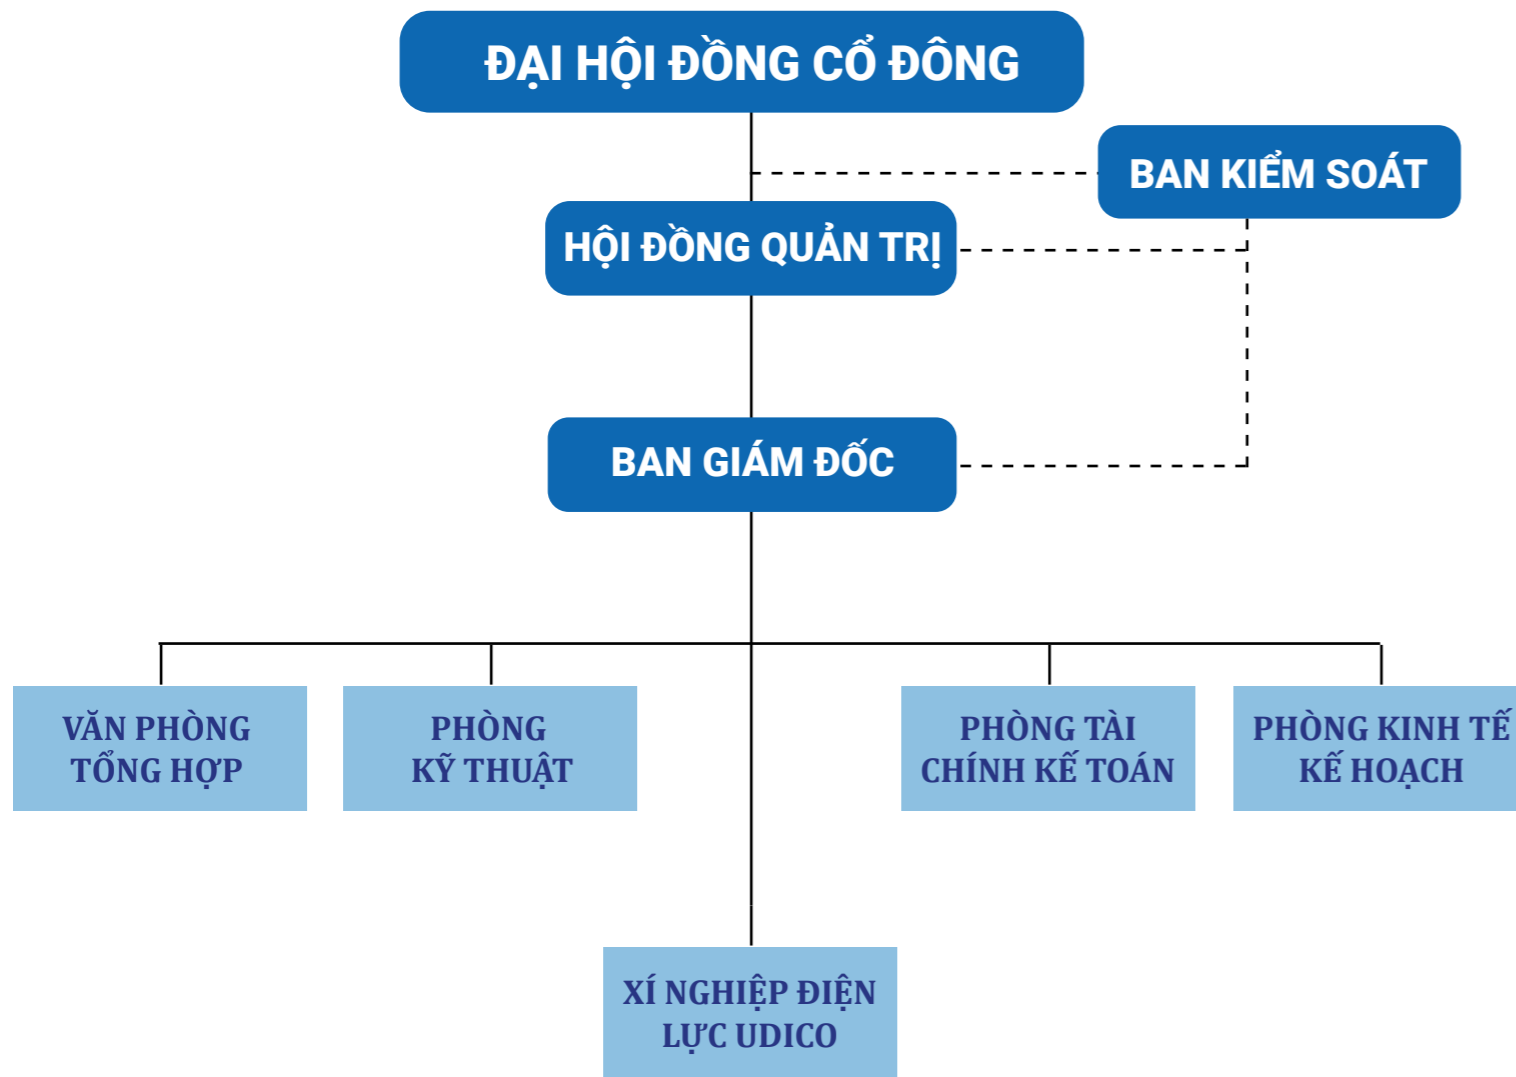 ĐẠI HỘI ĐỒNG CỔ ĐÔNG
BAN KIỂM SOÁT
HỘI ĐỒNG QUẢN TRỊ
BAN GIÁM ĐỐC
VĂN PHÒNG
TỔNG HỢP
PHÒNG
KỸ THUẬT
PHÒNG TÀI
CHÍNH KẾ TOÁN
PHÒNG KINH TẾ
KẾ HOẠCH
XÍ NGHIỆP ĐIỆN
LỰC UDICO